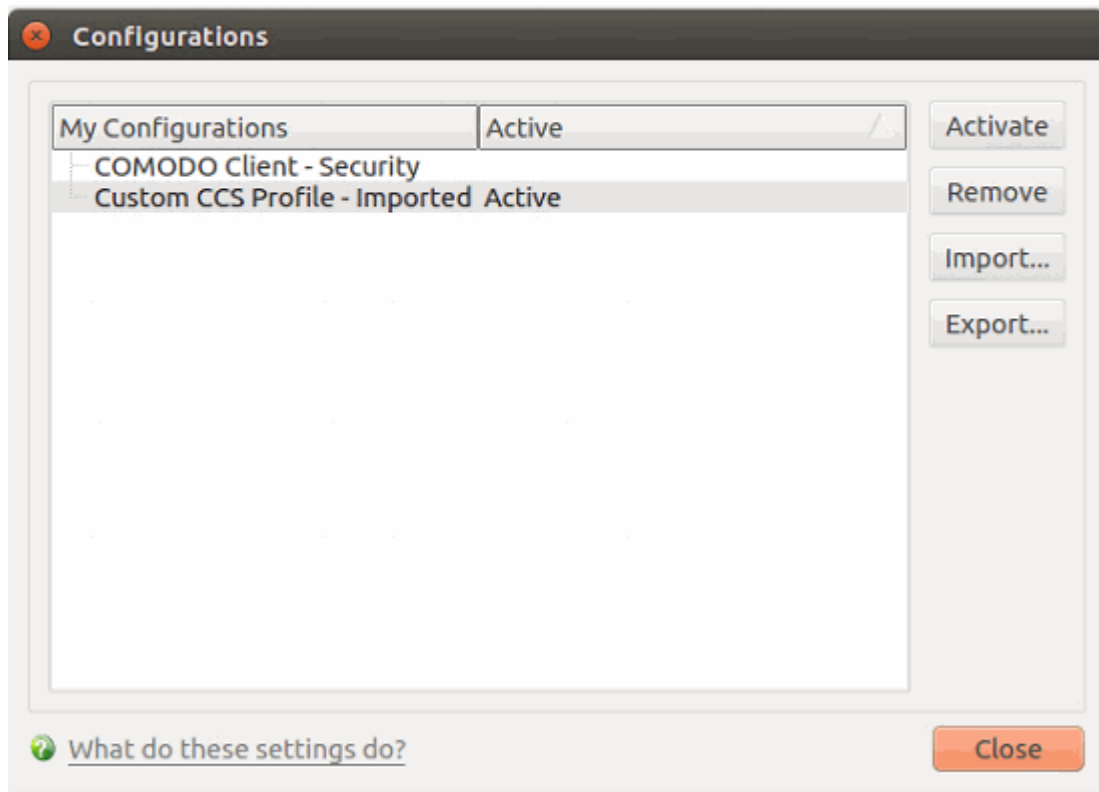 Configurations
My Configurations Active
COMODO Client - Security
Custom CCS Profile - Imported Active
Activate
Remove
Import...
Export...
What do these settings do?
Close